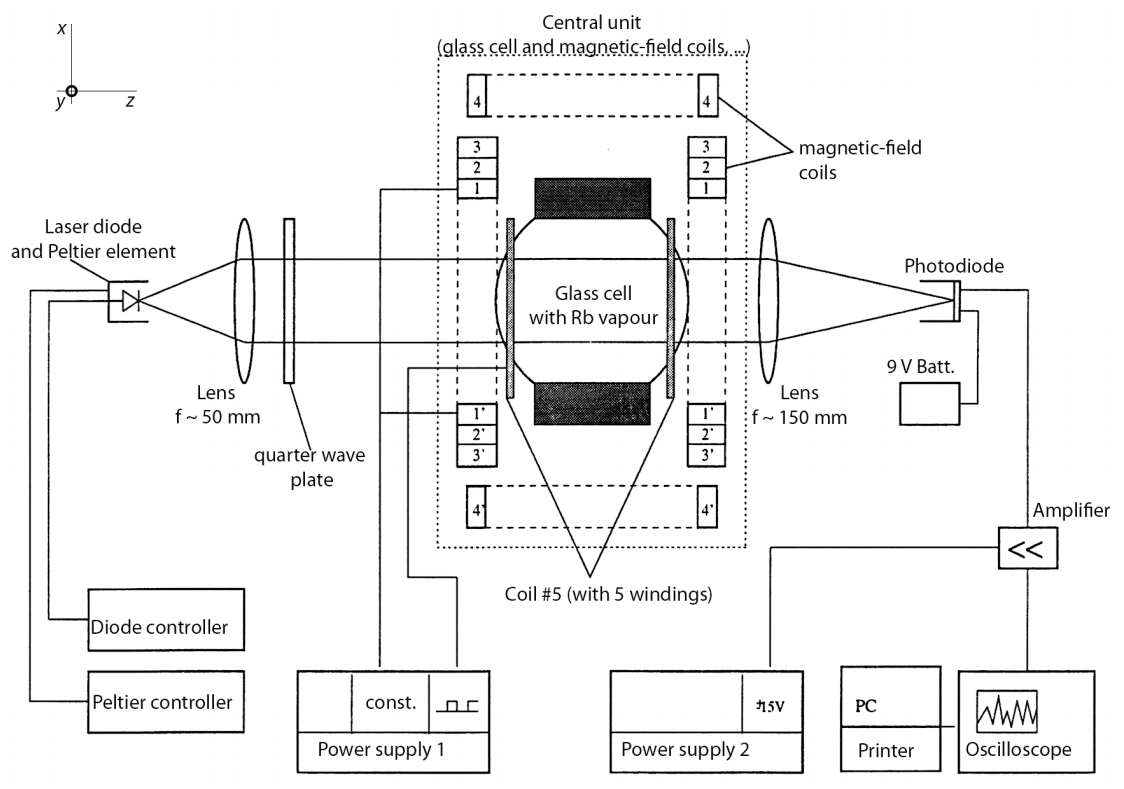 x
y
z
Central unit
(glass cell and magnetic-field coils, ...)
4
4
3
2
1
3
2
1
magnetic-field
coils
Laser diode
and Peltier element
Photodiode
Glass cell
with Rb vapour
Lens
f ~ 50 mm
Lens
f ~ 150 mm
9 V Batt.
quarter wave
plate
1'
2'
3'
1'
2'
3'
4'
4'
Amplifier
<<
Coil #5 (with 5 windings)
Diode controller
Peltier controller
const.
Power supply 1
±15V
Power supply 2
PC
Printer
Oscilloscope